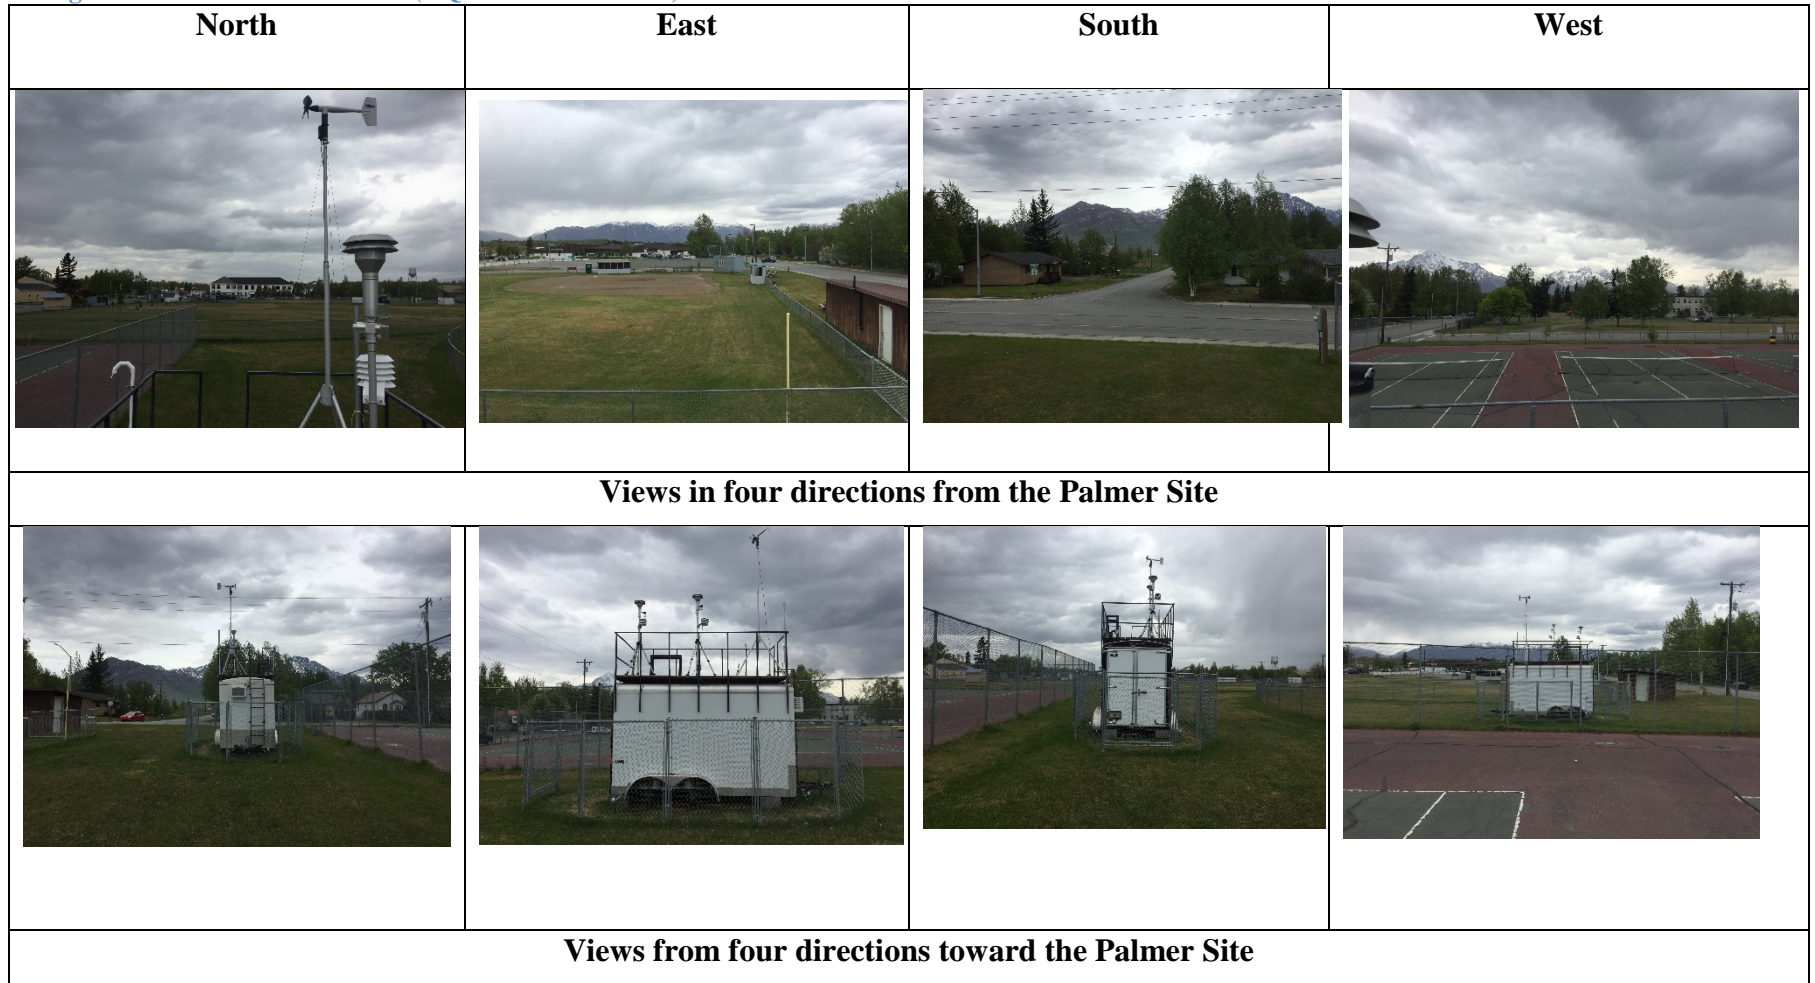 North East South West
Views in four directions from the Palmer Site
Views from four directions toward the Palmer Site